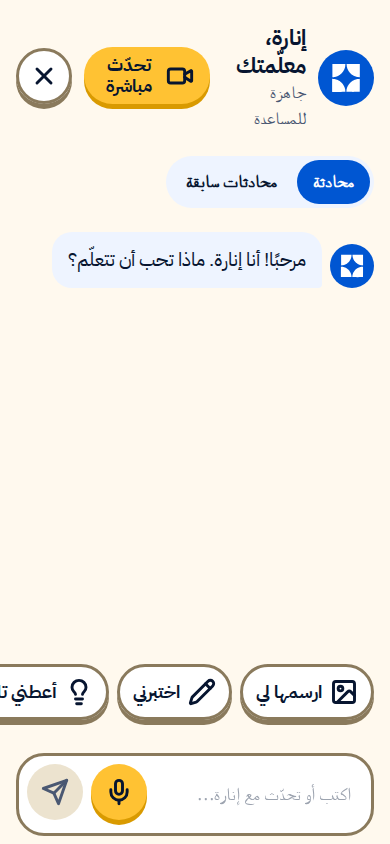 إنارة،
معلّمتك
جاهزة
للمساعدة
تحدّث
مباشرة
محادثة
محادثات سابقة
مرحبًا! أنا إنارة. ماذا تحب أن تتعلّم؟
ارسمها لي
اختبرني
أعطني
اكتب أو تحدّث مع إنارة...